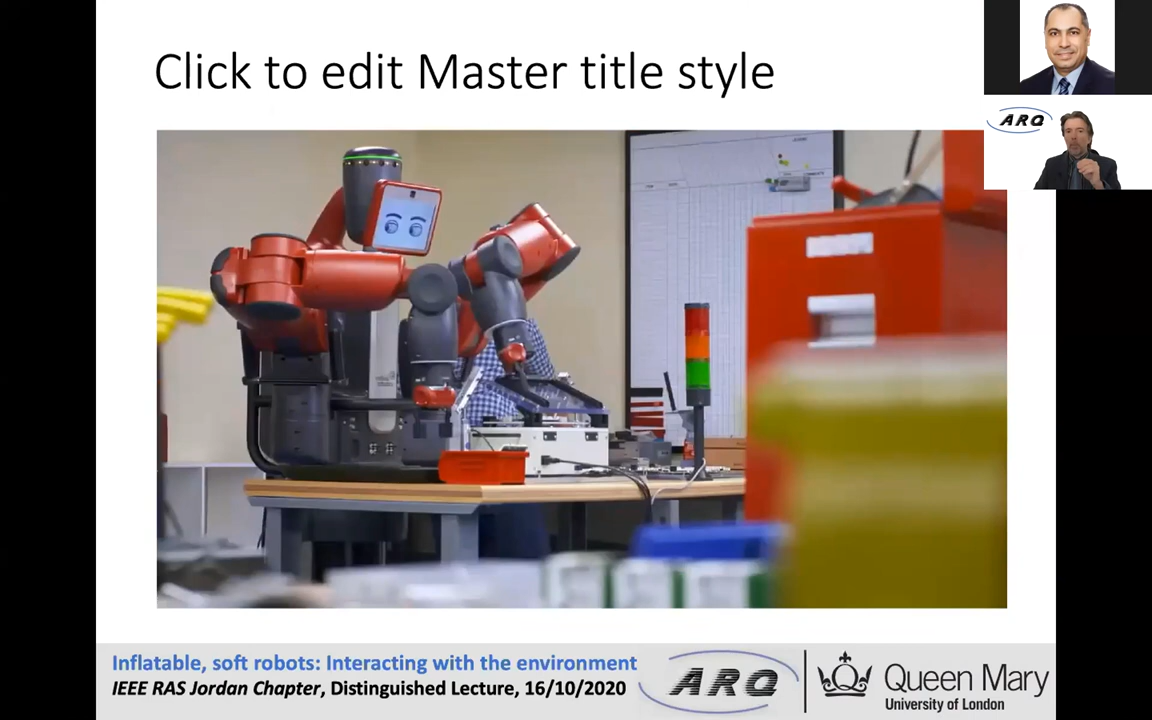 Click to edit Master title style
ARQ
Inflatable, soft robots: Interacting with the environment
IEEE RAS Jordan Chapter, Distinguished Lecture, 16/10/2020
ARQ
Queen Mary
University of London